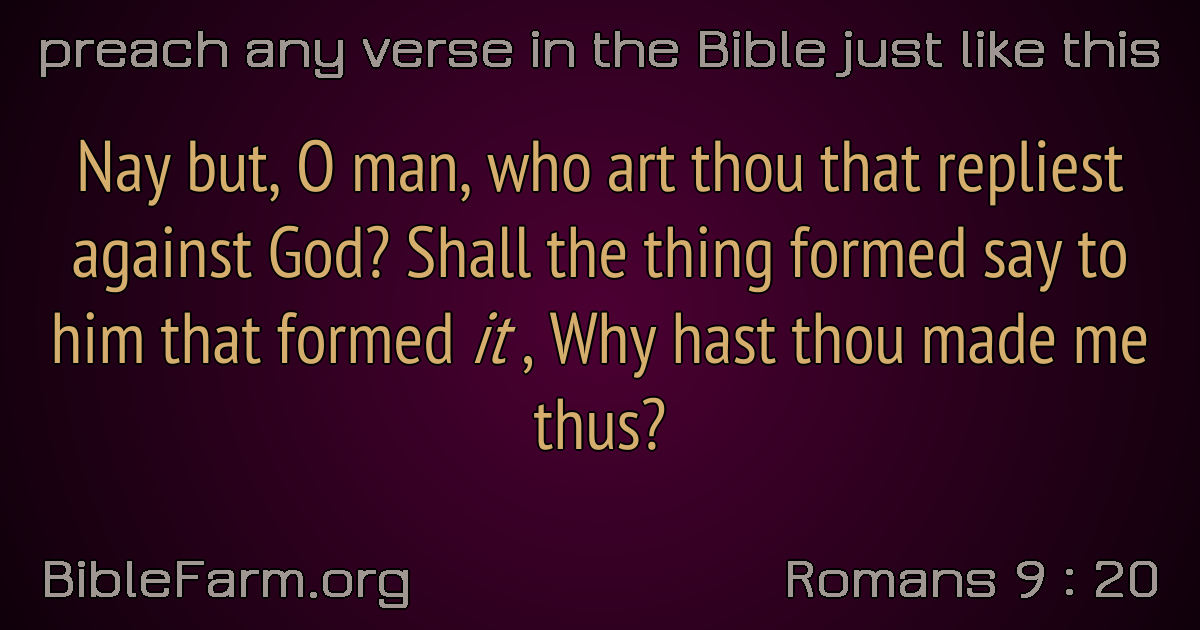 preach any verse in the Bible just like this
Nay but, O man, who art thou that repliest
against God? Shall the thing formed say to
him that formed it , Why hast thou made me
thus?
BibleFarm.org
Romans 9 : 20